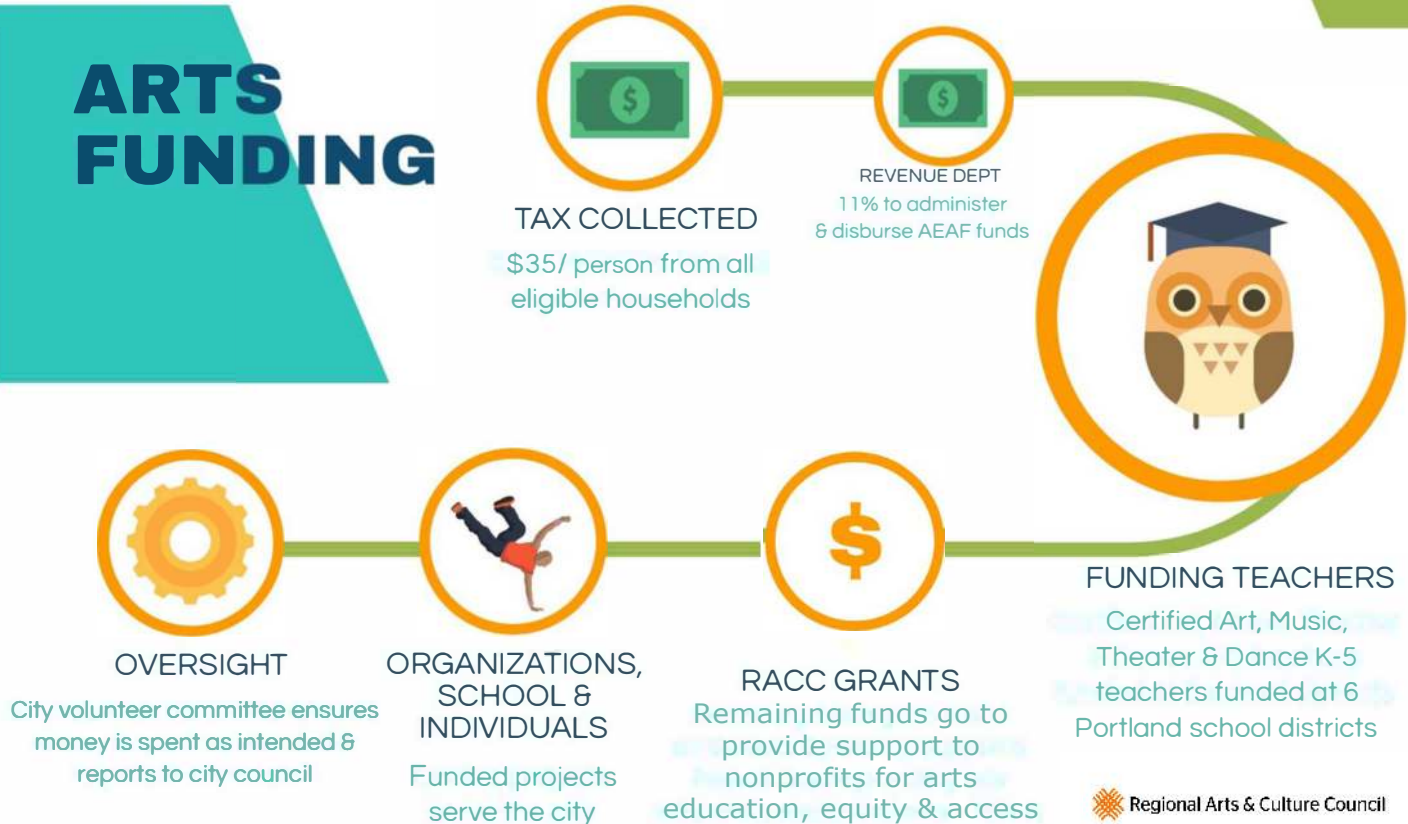 ARTS
FUNDING
$
$
TAX COLLECTED
$35/ person from all
eligible households
REVENUE DEPT
11% to administer
& disburse AEAF funds
FUNDING TEACHERS
Certified Art, Music,
Theater & Dance K-5
teachers funded at 6
Portland school districts
$
RACC GRANTS
Remaining funds go to
provide support to
nonprofits for arts
education, equity & access
ORGANIZATIONS,
SCHOOL &
INDIVIDUALS
Funded projects
serve the city
OVERSIGHT
City volunteer committee ensures
money is spent as intended &
reports to city council
Regional Arts & Culture Council